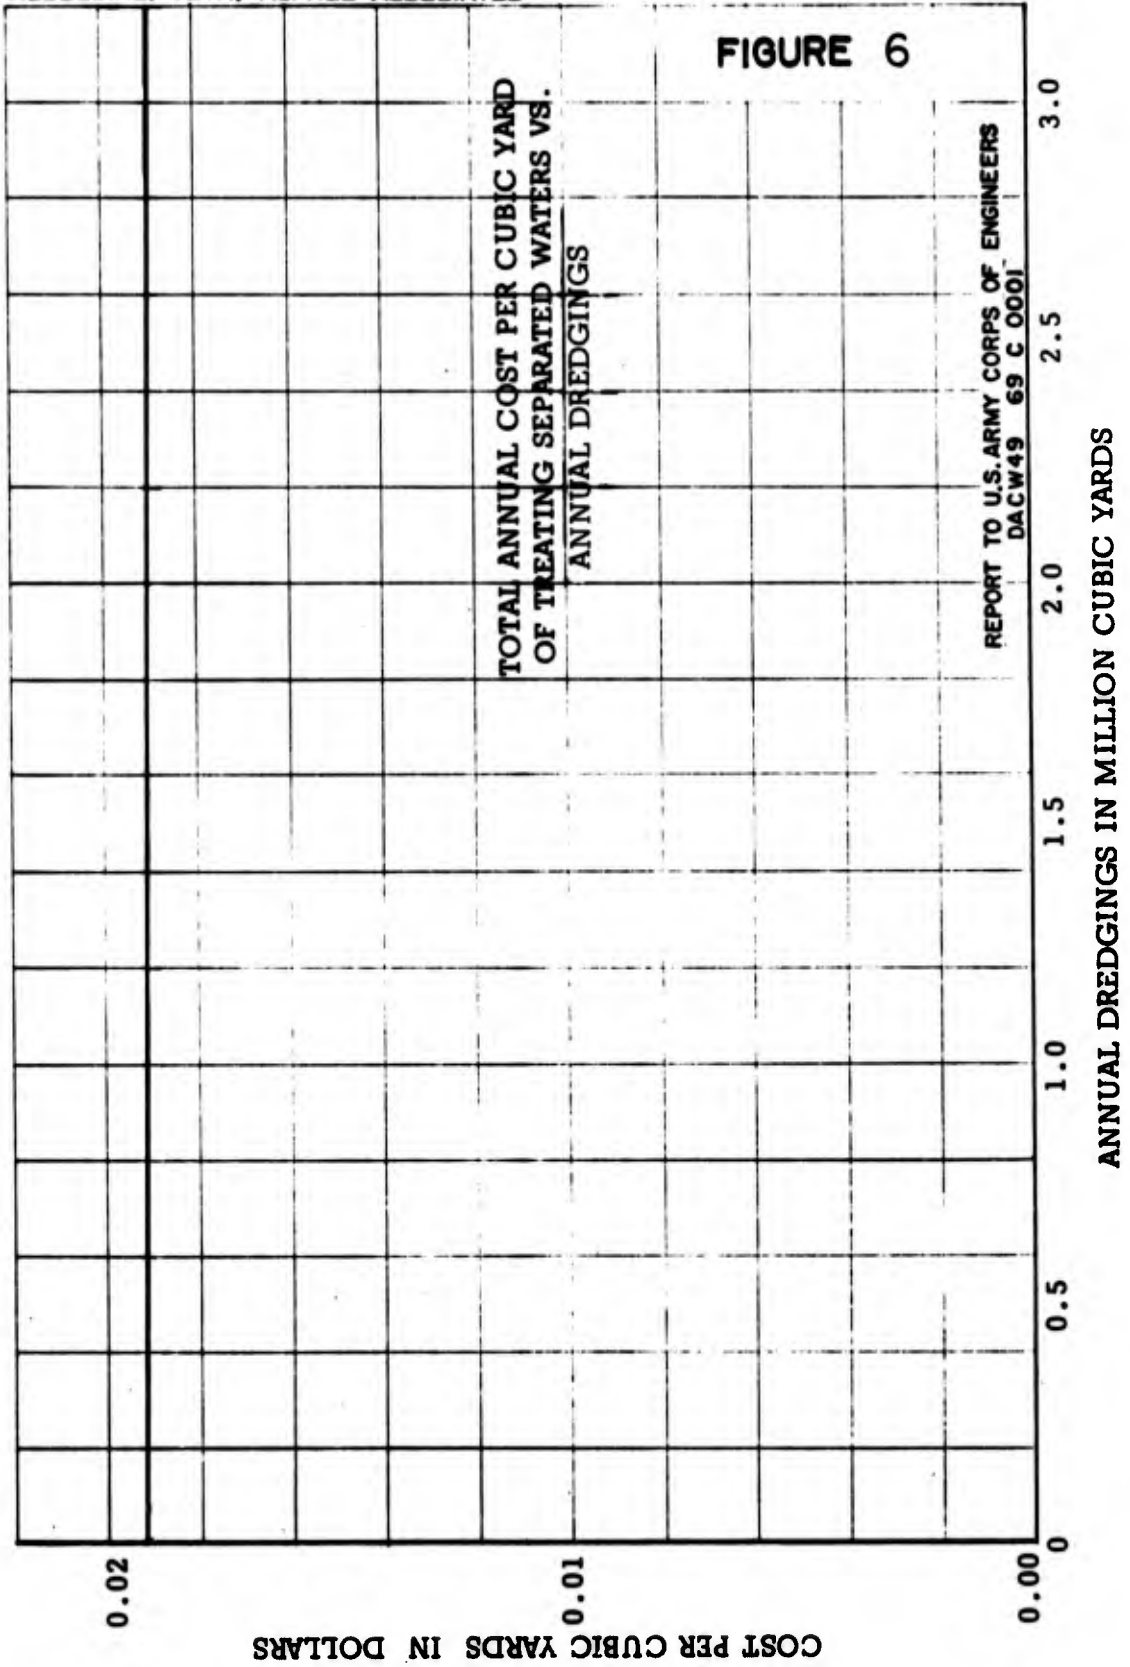 FIGURE 6
TOTAL ANNUAL COST PER CUBIC YARD
OF TREATING SEPARATED WATERS VS.
ANNUAL DREDGINGS
REPORT TO U.S. ARMY CORPS OF ENGINEERS
DACW49 69 C 0001
COST PER CUBIC YARDS IN DOLLARS
0.02
0.01
0.00
0
0.5
1.0
1.5
2.0
2.5
3.0
ANNUAL DREDGINGS IN MILLION CUBIC YARDS